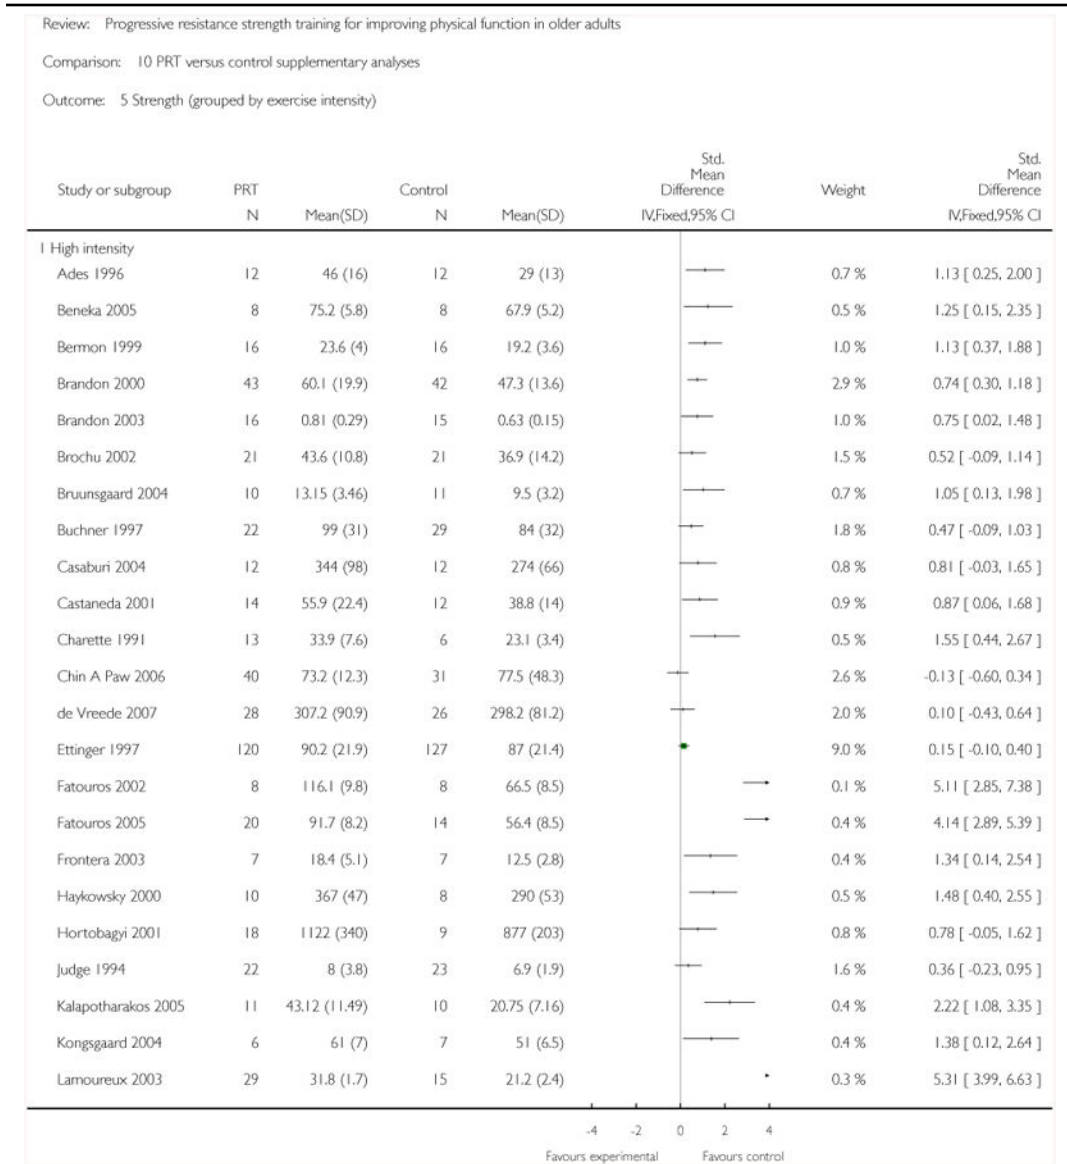 Review: Progressive resistance strength training for improving physical function in older adults
Comparison: 10 PRT versus control supplementary analyses
Outcome: 5 Strength (grouped by exercise intensity)
Study or subgroup PRT Control Std. Mean Difference Weight Std. Mean Difference
N Mean(SD) N Mean(SD) IV,Fixed,95% CI IV,Fixed,95% CI
1 High intensity
Ades 1996 12 46 (16) 12 29 (13) 0.7 % 1.13 [ 0.25, 2.00 ]
Beneka 2005 8 75.2 (5.8) 8 67.9 (5.2) 0.5 % 1.25 [ 0.15, 2.35 ]
Bermon 1999 16 23.6 (4) 16 19.2 (3.6) 1.0 % 1.13 [ 0.37, 1.88 ]
Brandon 2000 43 60.1 (19.9) 42 47.3 (13.6) 2.9 % 0.74 [ 0.30, 1.18 ]
Brandon 2003 16 0.81 (0.29) 15 0.63 (0.15) 1.0 % 0.75 [ 0.02, 1.48 ]
Brochu 2002 21 43.6 (10.8) 21 36.9 (14.2) 1.5 % 0.52 [ -0.09, 1.14 ]
Bruunsgaard 2004 10 13.15 (3.46) 11 9.5 (3.2) 0.7 % 1.05 [ 0.13, 1.98 ]
Buchner 1997 22 99 (31) 29 84 (32) 1.8 % 0.47 [ -0.09, 1.03 ]
Casaburi 2004 12 344 (98) 12 274 (66) 0.8 % 0.81 [ -0.03, 1.65 ]
Castaneda 2001 14 55.9 (22.4) 12 38.8 (14) 0.9 % 0.87 [ 0.06, 1.68 ]
Charette 1991 13 33.9 (7.6) 6 23.1 (3.4) 0.5 % 1.55 [ 0.44, 2.67 ]
Chin A Paw 2006 40 73.2 (12.3) 31 77.5 (48.3) 2.6 % -0.13 [ -0.60, 0.34 ]
de Vreede 2007 28 307.2 (90.9) 26 298.2 (81.2) 2.0 % 0.10 [ -0.43, 0.64 ]
Ettinger 1997 120 90.2 (21.9) 127 87 (21.4) 9.0 % 0.15 [ -0.10, 0.40 ]
Fatouros 2002 8 116.1 (9.8) 8 66.5 (8.5) 0.1 % 5.11 [ 2.85, 7.38 ]
Fatouros 2005 20 91.7 (8.2) 14 56.4 (8.5) 0.4 % 4.14 [ 2.89, 5.39 ]
Frontera 2003 7 18.4 (5.1) 7 12.5 (2.8) 0.4 % 1.34 [ 0.14, 2.54 ]
Haykowsky 2000 10 367 (47) 8 290 (53) 0.5 % 1.48 [ 0.40, 2.55 ]
Hortobagyi 2001 18 1122 (340) 9 877 (203) 0.8 % 0.78 [ -0.05, 1.62 ]
Judge 1994 22 8 (3.8) 23 6.9 (1.9) 1.6 % 0.36 [ -0.23, 0.95 ]
Kalapotharakos 2005 11 43.12 (11.49) 10 20.75 (7.16) 0.4 % 2.22 [ 1.08, 3.35 ]
Kongsgaard 2004 6 61 (7) 7 51 (6.5) 0.4 % 1.38 [ 0.12, 2.64 ]
Lamoureux 2003 29 31.8 (1.7) 15 21.2 (2.4) 0.3 % 5.31 [ 3.99, 6.63 ]
-4 -2 0 2 4
Favours experimental Favours control